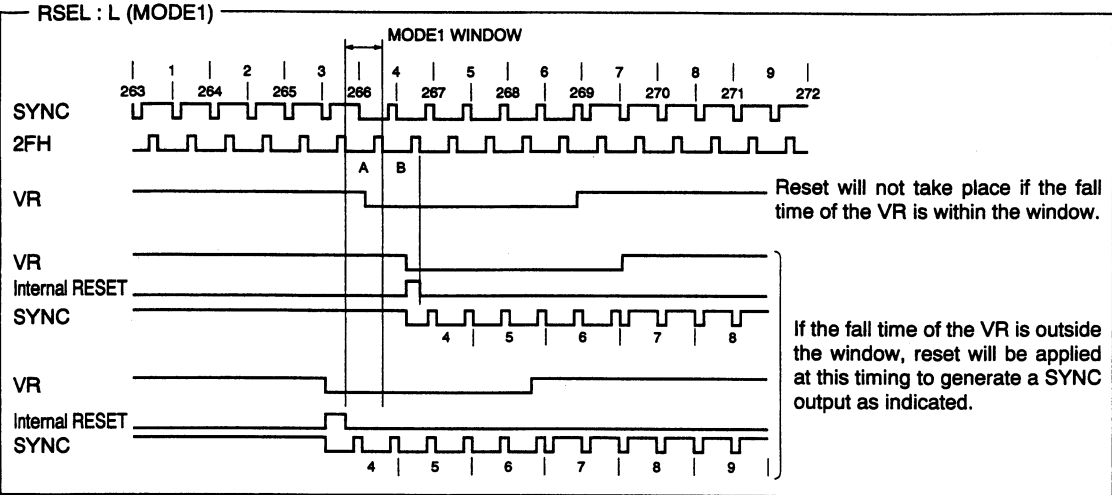 RSEL : L (MODE1)
MODE1 WINDOW
1 2 3 4 5 6 7 8 9
263 264 265 266 267 268 269 270 271 272
SYNC
2FH
A B
VR
Reset will not take place if the fall
time of the VR is within the window.
VR
Internal RESET
SYNC
4 5 6 7 8
If the fall time of the VR is outside
the window, reset will be applied
at this timing to generate a SYNC
output as indicated.
VR
Internal RESET
SYNC
4 5 6 7 8 9